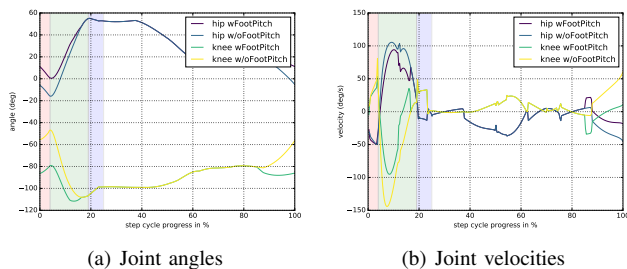 60
40
20
0
−20
−40
−60
−80
−100
−120
angle (deg)
0
20
40
60
80
100
step cycle progress in %
hip wFootPitch
hip w/oFootPitch
knee wFootPitch
knee w/oFootPitch
(a) Joint angles
150
100
50
0
−50
−100
−150
velocity (deg/s)
0
20
40
60
80
100
step cycle progress in %
hip wFootPitch
hip w/oFootPitch
knee wFootPitch
knee w/oFootPitch
(b) Joint velocities